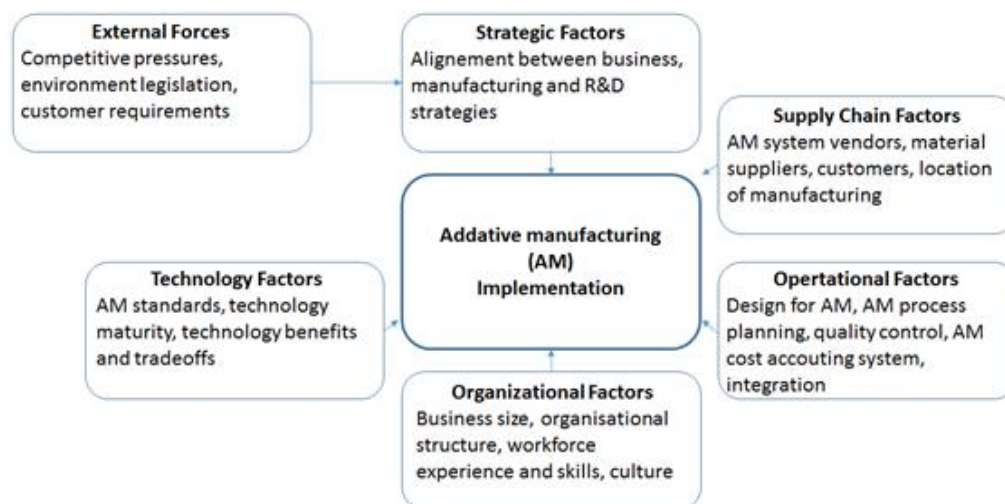 External Forces
Competitive pressures,
environment legislation,
customer requirements
Strategic Factors
Alignement between business,
manufacturing and R&D
strategies
Supply Chain Factors
AM system vendors, material
suppliers, customers, location
of manufacturing
Addative manufacturing
(AM)
Implementation
Technology Factors
AM standards, technology
maturity, technology benefits
and tradeoffs
Opertational Factors
Design for AM, AM process
planning, quality control, AM
cost accouting system,
integration
Organizational Factors
Business size, organisational
structure, workforce
experience and skills, culture